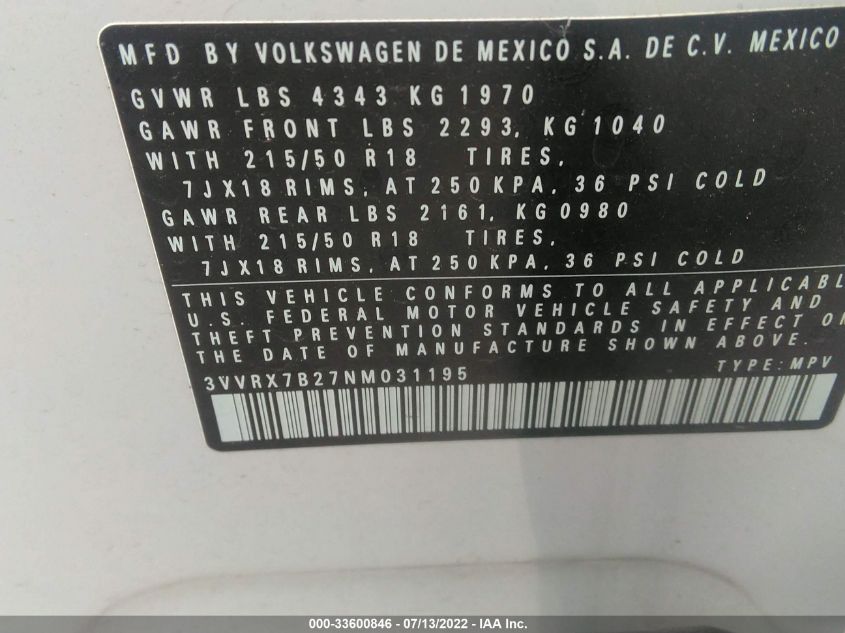 MFD BY VOLKSWAGEN DE MEXICO S.A. DE C.V. MEXICO
GVWR LBS 4343 KG 1970
GAWR FRONT LBS 2293, KG 1040
WITH 215/50 R18 TIRES,
7JX18 RIMS, AT 250 KPA, 36 PSI COLD
GAWR REAR LBS 2161, KG 0980
WITH 215/50 R18 TIRES,
7JX18 RIMS, AT 250 KPA, 36 PSI COLD
THIS VEHICLE CONFORMS TO ALL APPLICABL
U.S. FEDERAL MOTOR VEHICLE SAFETY AND
THEFT PREVENTION STANDARDS IN EFFECT O
THE DATE OF MANUFACTURE SHOWN ABOVE.
3VVRX7B27NM031195 TYPE: MPV
000-33600846 - 07/13/2022 - IAA Inc.